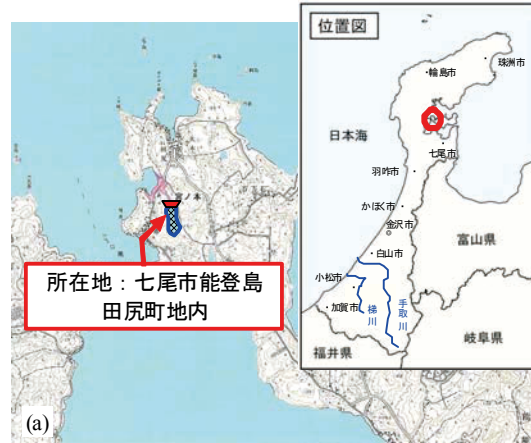 位置図
輪島市
珠洲市
日本海
七尾市
羽咋市
かほく市
金沢市
富山県
白山市
小松市
加賀市
梯川
手取川
福井県
岐阜県
宮ノ本
所在地：七尾市能登島
田尻町地内
(a)